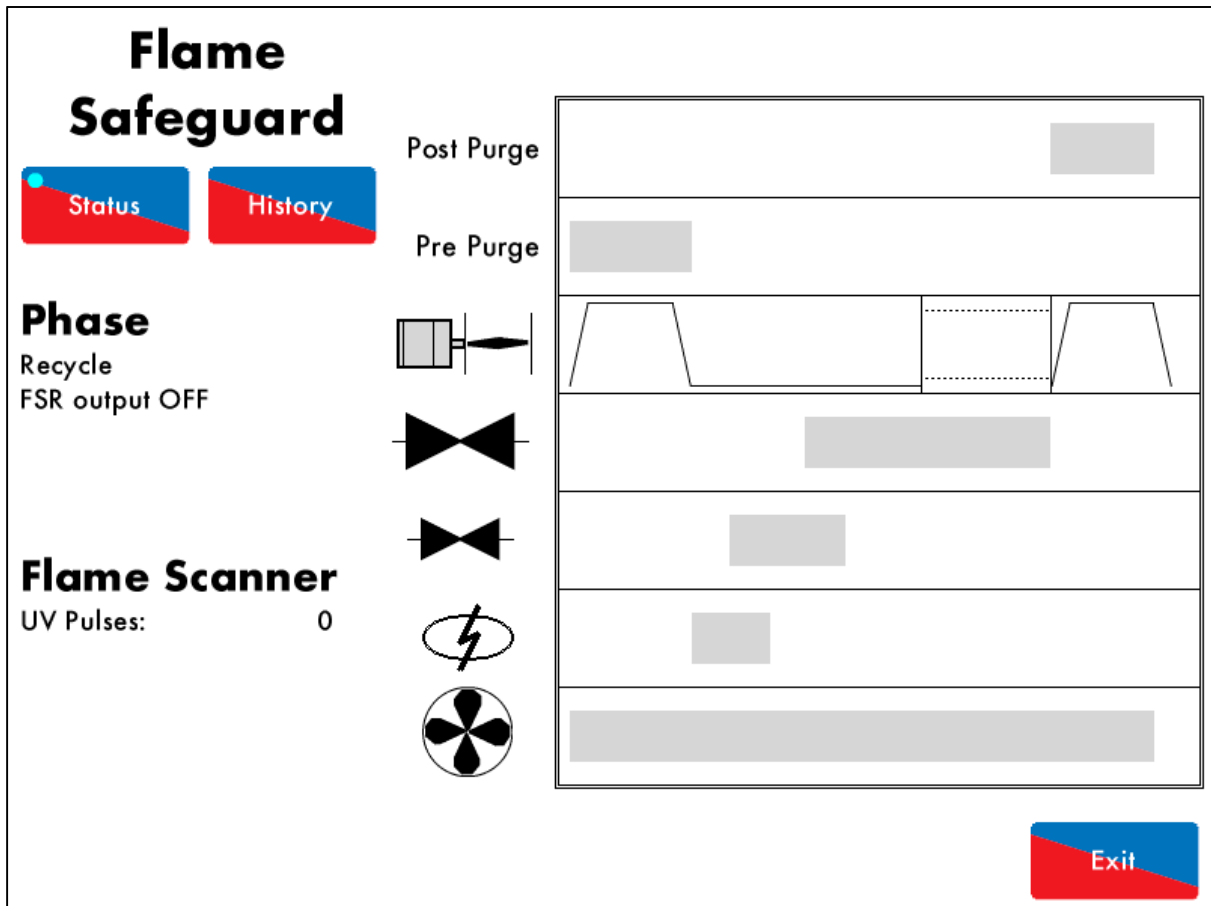 Flame
Safeguard
Status
History
Phase
Recycle
FSR output OFF
Flame Scanner
UV Pulses: 0
Post Purge
Pre Purge
Exit